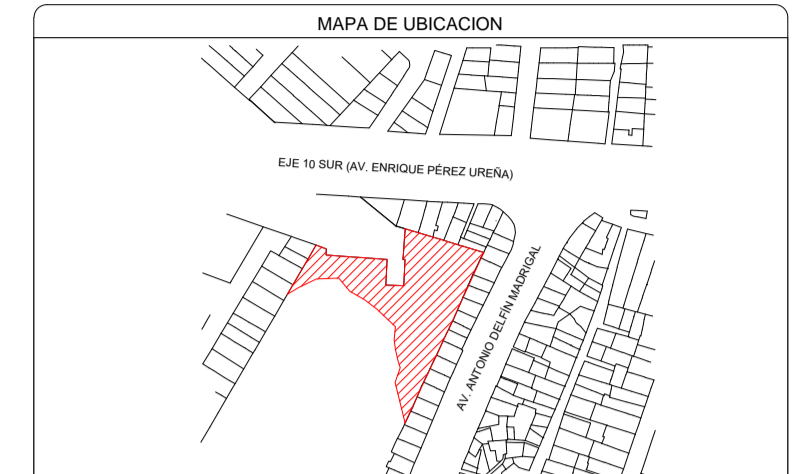 MAPA DE UBICACION
EJE 10 SUR (AV. ENRIQUE PÉREZ UREÑA)
AV. ANTONIO DELFÍN MADRIGAL